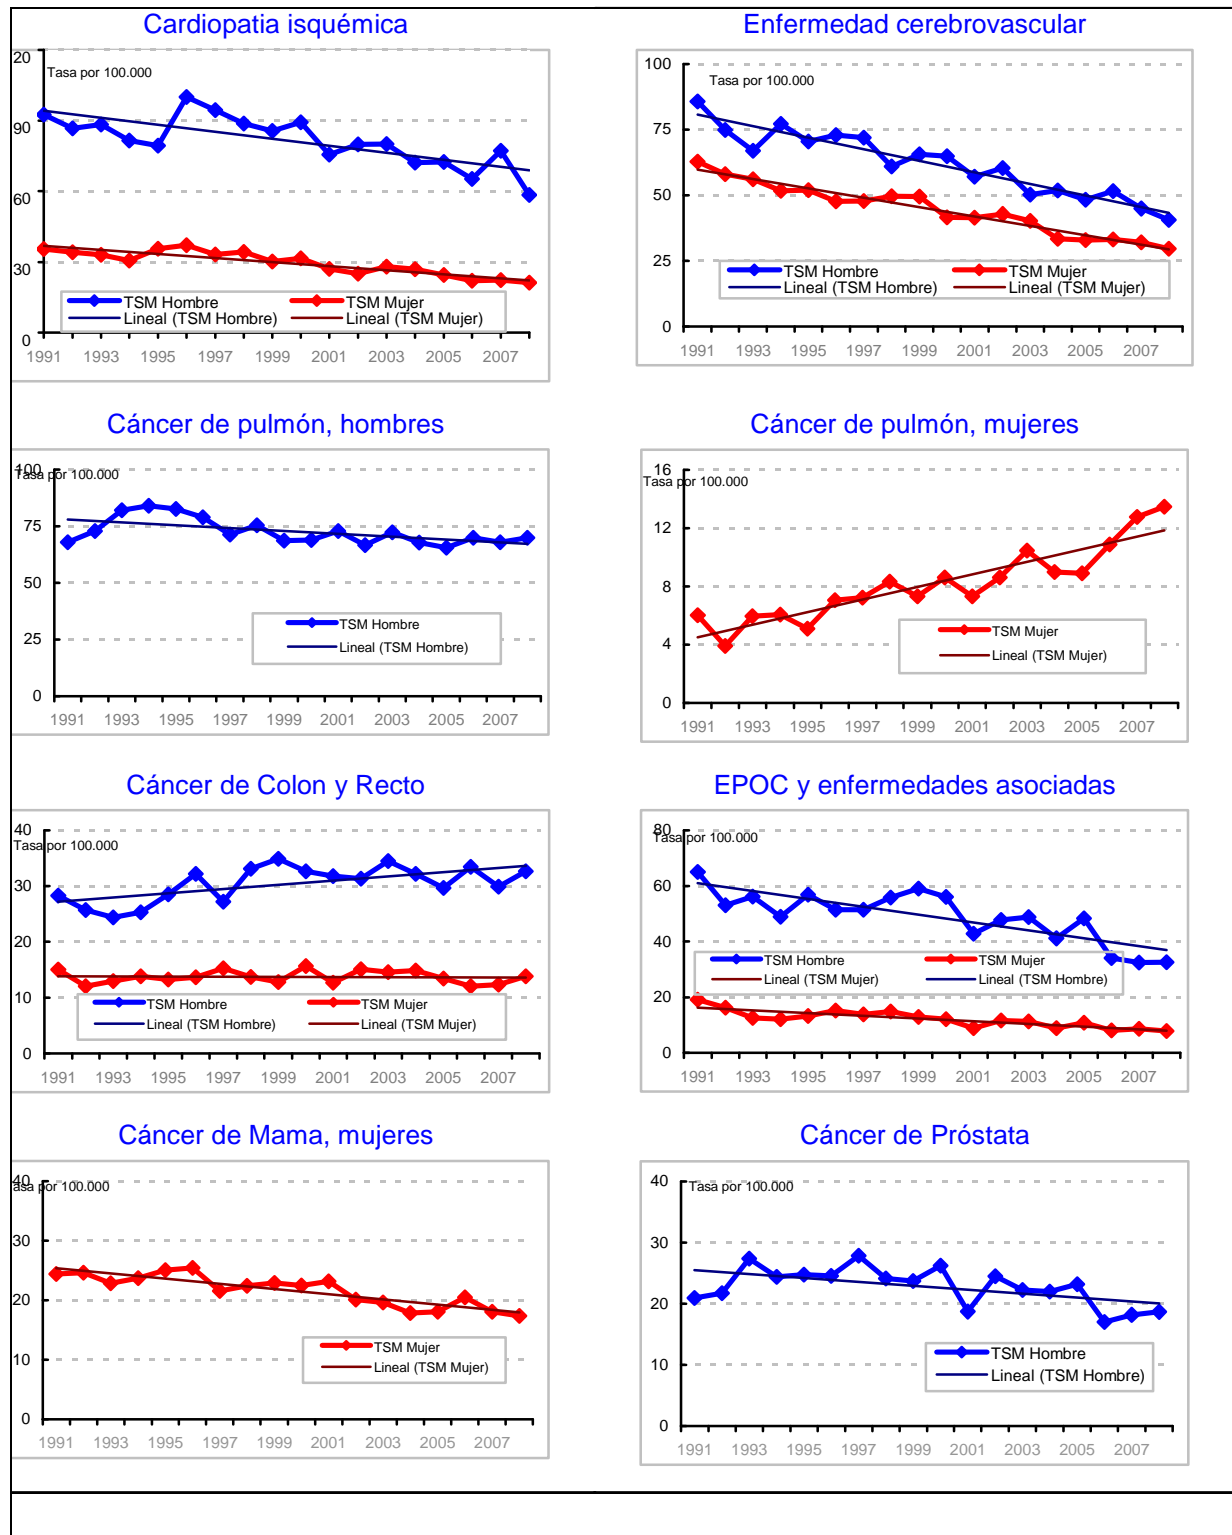 Cardiopatia isquémica
Tasa por 100.000
20
90
60
30
0
TSM Hombre
TSM Mujer
Lineal (TSM Hombre)
Lineal (TSM Mujer)
1991 1993 1995 1997 1999 2001 2003 2005 2007
Enfermedad cerebrovascular
Tasa por 100.000
100
75
50
25
0
TSM Hombre
TSM Mujer
Lineal (TSM Hombre)
Lineal (TSM Mujer)
1991 1993 1995 1997 1999 2001 2003 2005 2007
Cáncer de pulmón, hombres
100
Tasa por 100.000
75
50
25
0
TSM Hombre
Lineal (TSM Hombre)
1991 1993 1995 1997 1999 2001 2003 2005 2007
Cáncer de pulmón, mujeres
16
Tasa por 100.000
12
8
4
0
TSM Mujer
Lineal (TSM Mujer)
1991 1993 1995 1997 1999 2001 2003 2005 2007
Cáncer de Colon y Recto
40
Tasa por 100.000
30
20
10
0
TSM Hombre
TSM Mujer
Lineal (TSM Hombre)
Lineal (TSM Mujer)
1991 1993 1995 1997 1999 2001 2003 2005 2007
EPOC y enfermedades asociadas
80
Tasa por 100.000
60
40
20
0
TSM Hombre
TSM Mujer
Lineal (TSM Mujer)
Lineal (TSM Hombre)
1991 1993 1995 1997 1999 2001 2003 2005 2007
Cáncer de Mama, mujeres
40
asa por 100.000
30
20
10
0
TSM Mujer
Lineal (TSM Mujer)
1991 1993 1995 1997 1999 2001 2003 2005 2007
Cáncer de Próstata
40
Tasa por 100.000
30
20
10
0
TSM Hombre
Lineal (TSM Hombre)
1991 1993 1995 1997 1999 2001 2003 2005 2007